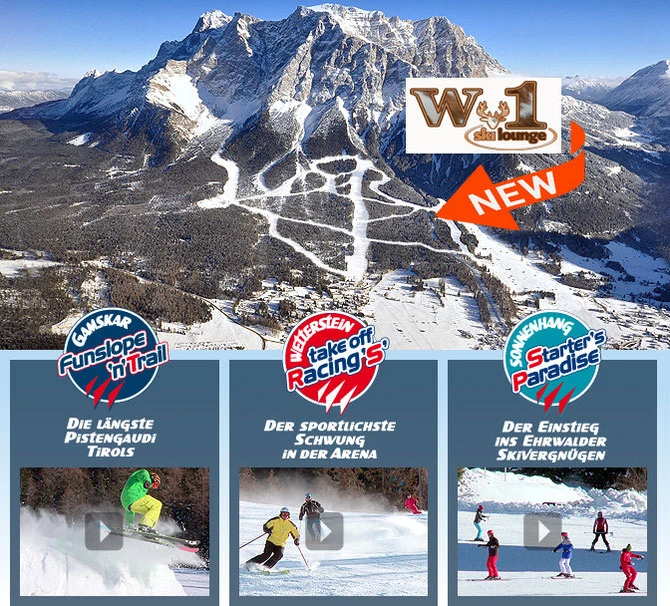 W 1
ski lounge
NEW
GAMSKAR
Funslope
'n' Trail
DIE LÄNGSTE
PISTENGAUDI
TIROLS
WETTERSTEIN
take off
Racing 'S'
DER SPORTLICHSTE
SCHWUNG
IN DER ARENA
SONNENHANG
Starter's
Paradise
DER EINSTIEG
INS EHRWALDER
SKIVERGNÜGEN